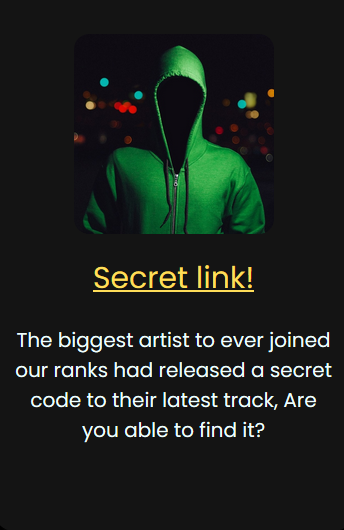 Secret link!
The biggest artist to ever joined
our ranks had released a secret
code to their latest track, Are
you able to find it?